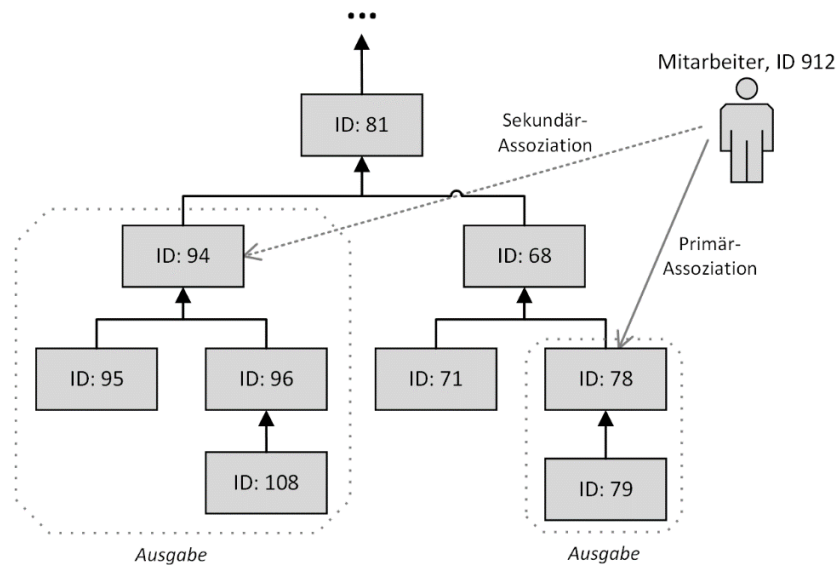 ...
Mitarbeiter, ID 912
ID: 81
Sekundär-
Assoziation
ID: 94
ID: 68
Primär-
Assoziation
ID: 95
ID: 96
ID: 71
ID: 78
ID: 108
ID: 79
Ausgabe
Ausgabe